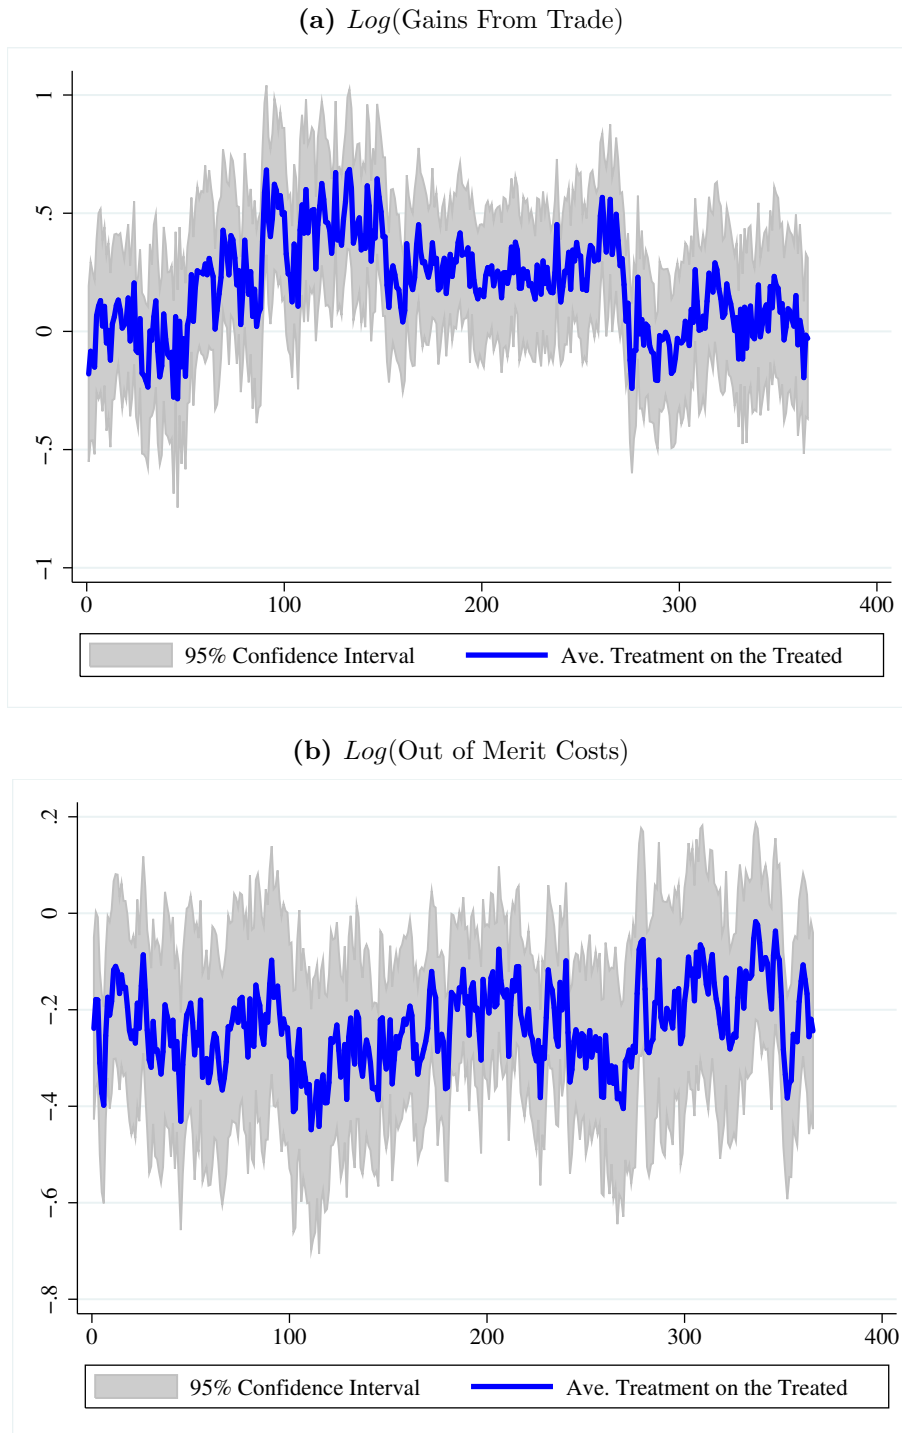 (a) Log(Gains From Trade)
1
.5
0
-.5
-1
0 100 200 300 400
95% Confidence Interval Ave. Treatment on the Treated
(b) Log(Out of Merit Costs)
.2
0
-.2
-.4
-.6
-.8
0 100 200 300 400
95% Confidence Interval Ave. Treatment on the Treated